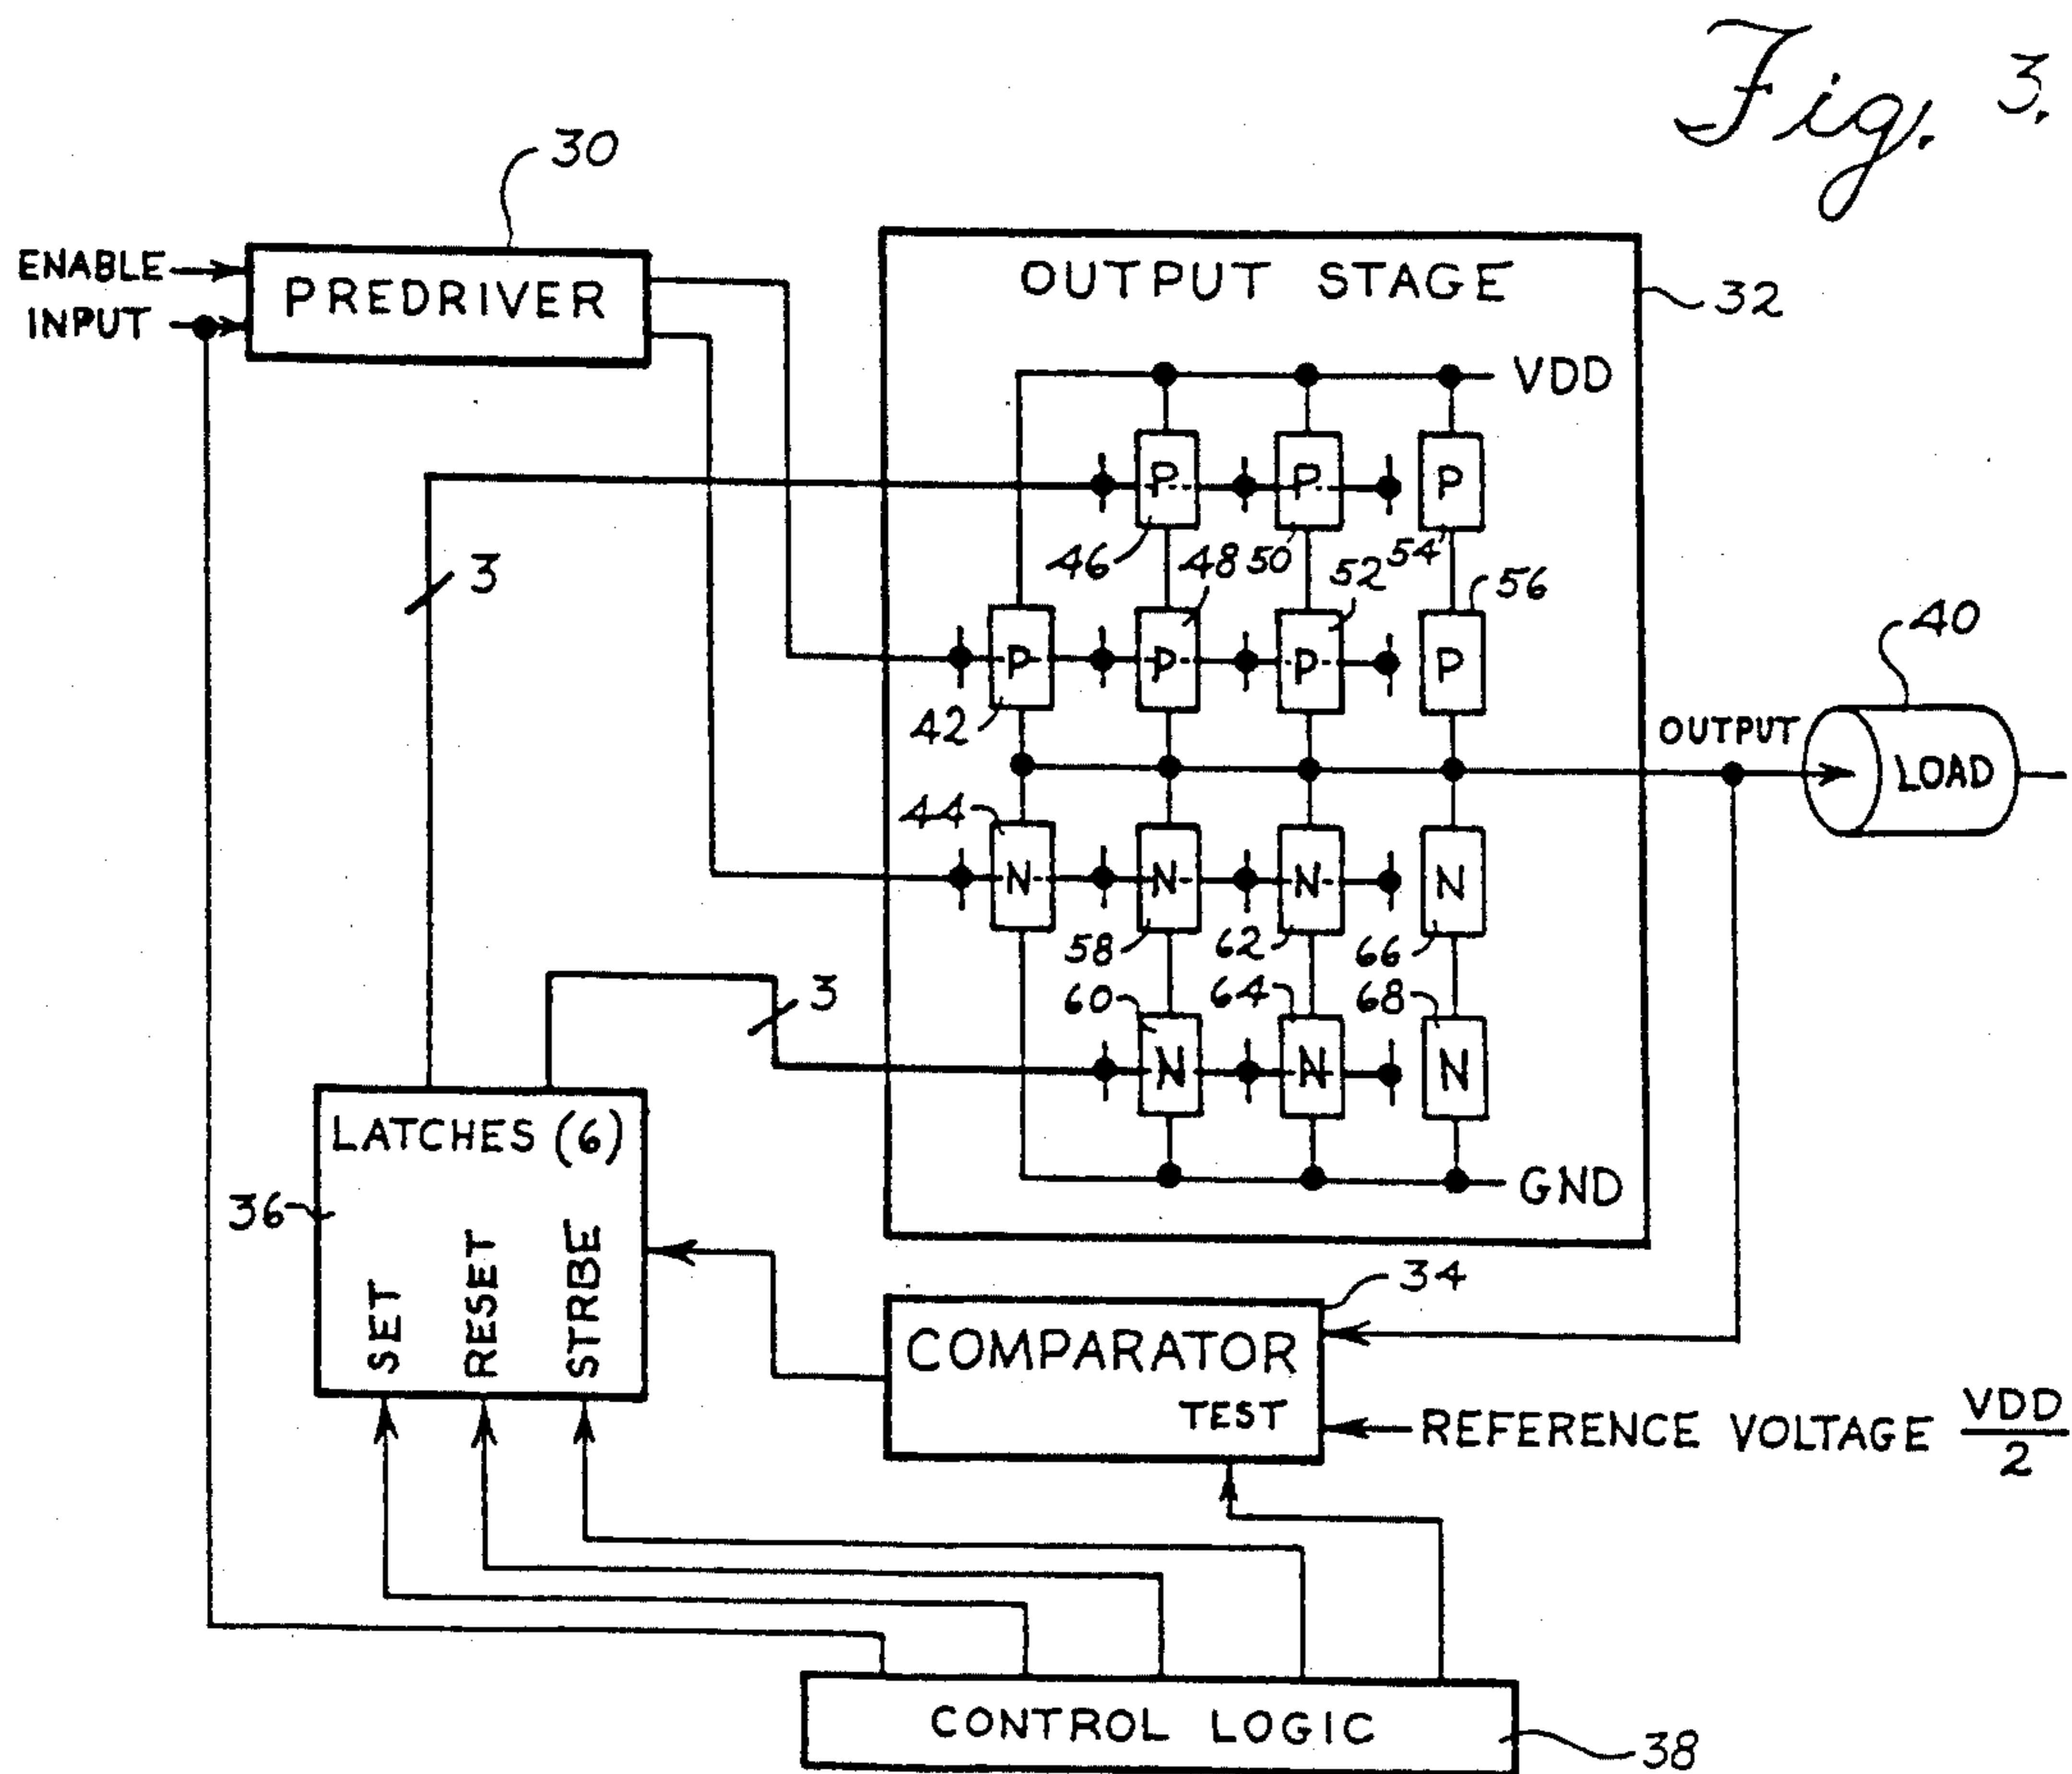 Fig. 3.
30
ENABLE
INPUT
PREDRIVER
OUTPUT STAGE
32
VDD
P P P
46 48 50 52 54 56
3
P P P P
42
40
OUTPUT
LOAD
44
N N N N
58 62 66
60 64 68
3
N N N
GND
LATCHES (6)
36
SET
RESET
STRBE
34
COMPARATOR
TEST
REFERENCE VOLTAGE VDD
2
CONTROL LOGIC
38